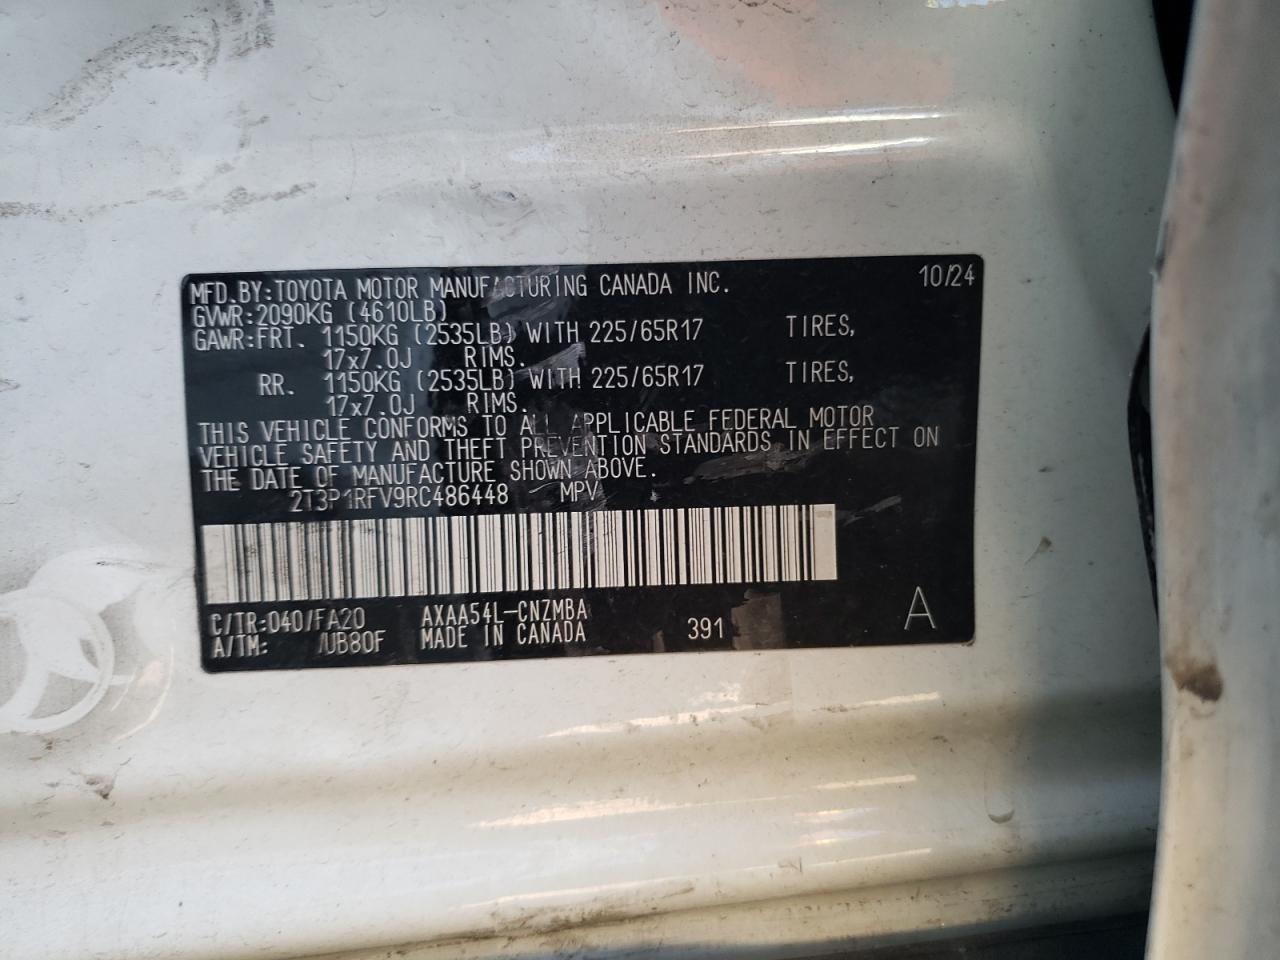 MFD.BY:TOYOTA MOTOR MANUFACTURING CANADA INC. 10/24
GVWR:2090KG (4610LB)
GAWR:FRT. 1150KG (2535LB) WITH 225/65R17 TIRES,
17x7.0J RIMS.
RR. 1150KG (2535LB) WITH 225/65R17 TIRES,
17x7.0J RIMS.
THIS VEHICLE CONFORMS TO ALL APPLICABLE FEDERAL MOTOR
VEHICLE SAFETY AND THEFT PREVENTION STANDARDS IN EFFECT ON
THE DATE OF MANUFACTURE SHOWN ABOVE.
2T3P1RFV9RC486448 MPV
C/TR:040/FA20 AXAA54L-CNZMBA
A/TM: /UB80F MADE IN CANADA 391 A